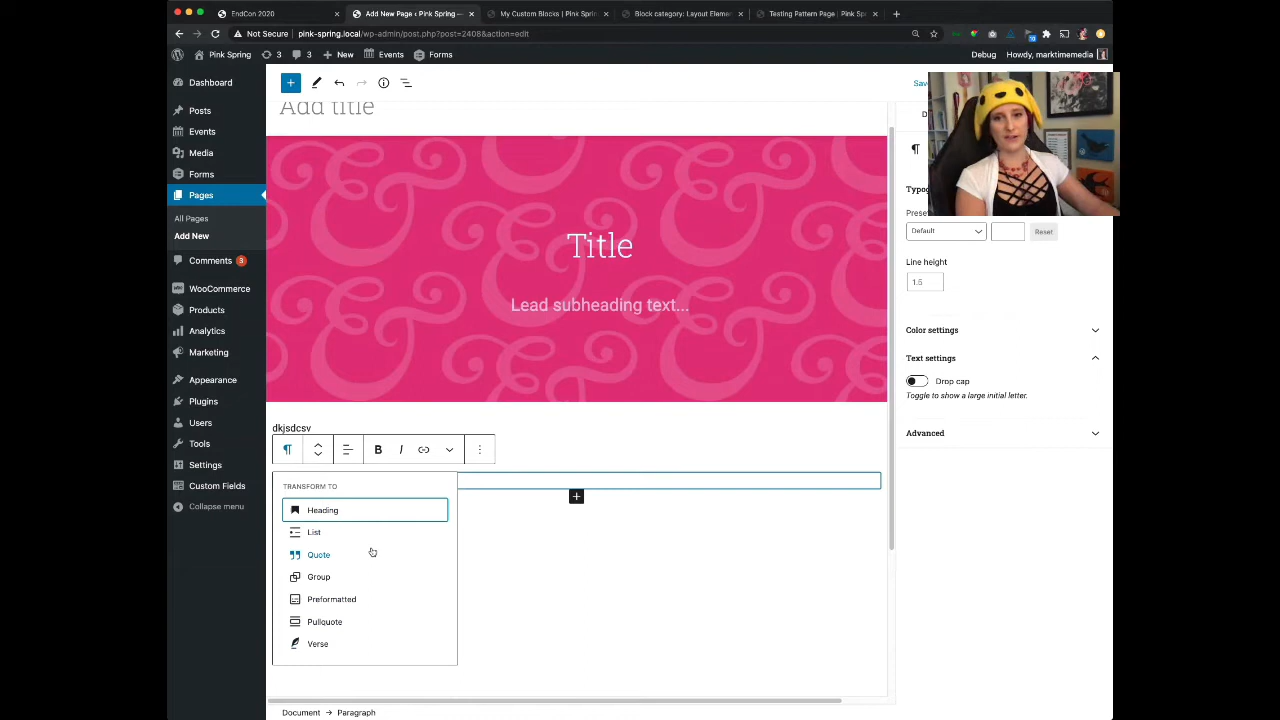 EndCon 2020
Add New Page ‹ Pink Spring —
My Custom Blocks | Pink Spring
Block category: Layout Elem
Testing Pattern Page | Pink Sp
Not Secure
pink-spring.local/wp-admin/post.php?post=2408&action=edit
Pink Spring
3
3
New
Events
Forms
Debug
Howdy, marktimemedia
Dashboard
Posts
Events
Media
Forms
Pages
All Pages
Add New
Comments 3
WooCommerce
Products
Analytics
Marketing
Appearance
Plugins
Users
Tools
Settings
Custom Fields
Collapse menu
Add title
Title
Lead subheading text...
dkjsdcsv
B
I
TRANSFORM TO
Heading
List
Quote
Group
Preformatted
Pullquote
Verse
Document → Paragraph
Default
Reset
Line height
1.5
Color settings
Text settings
Drop cap
Toggle to show a large initial letter.
Advanced